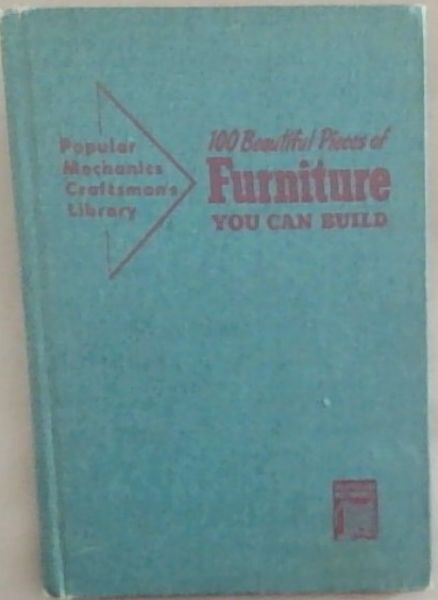 Popular
Mechanics
Craftsman's
Library
100 Beautiful Pieces of
Furniture
YOU CAN BUILD